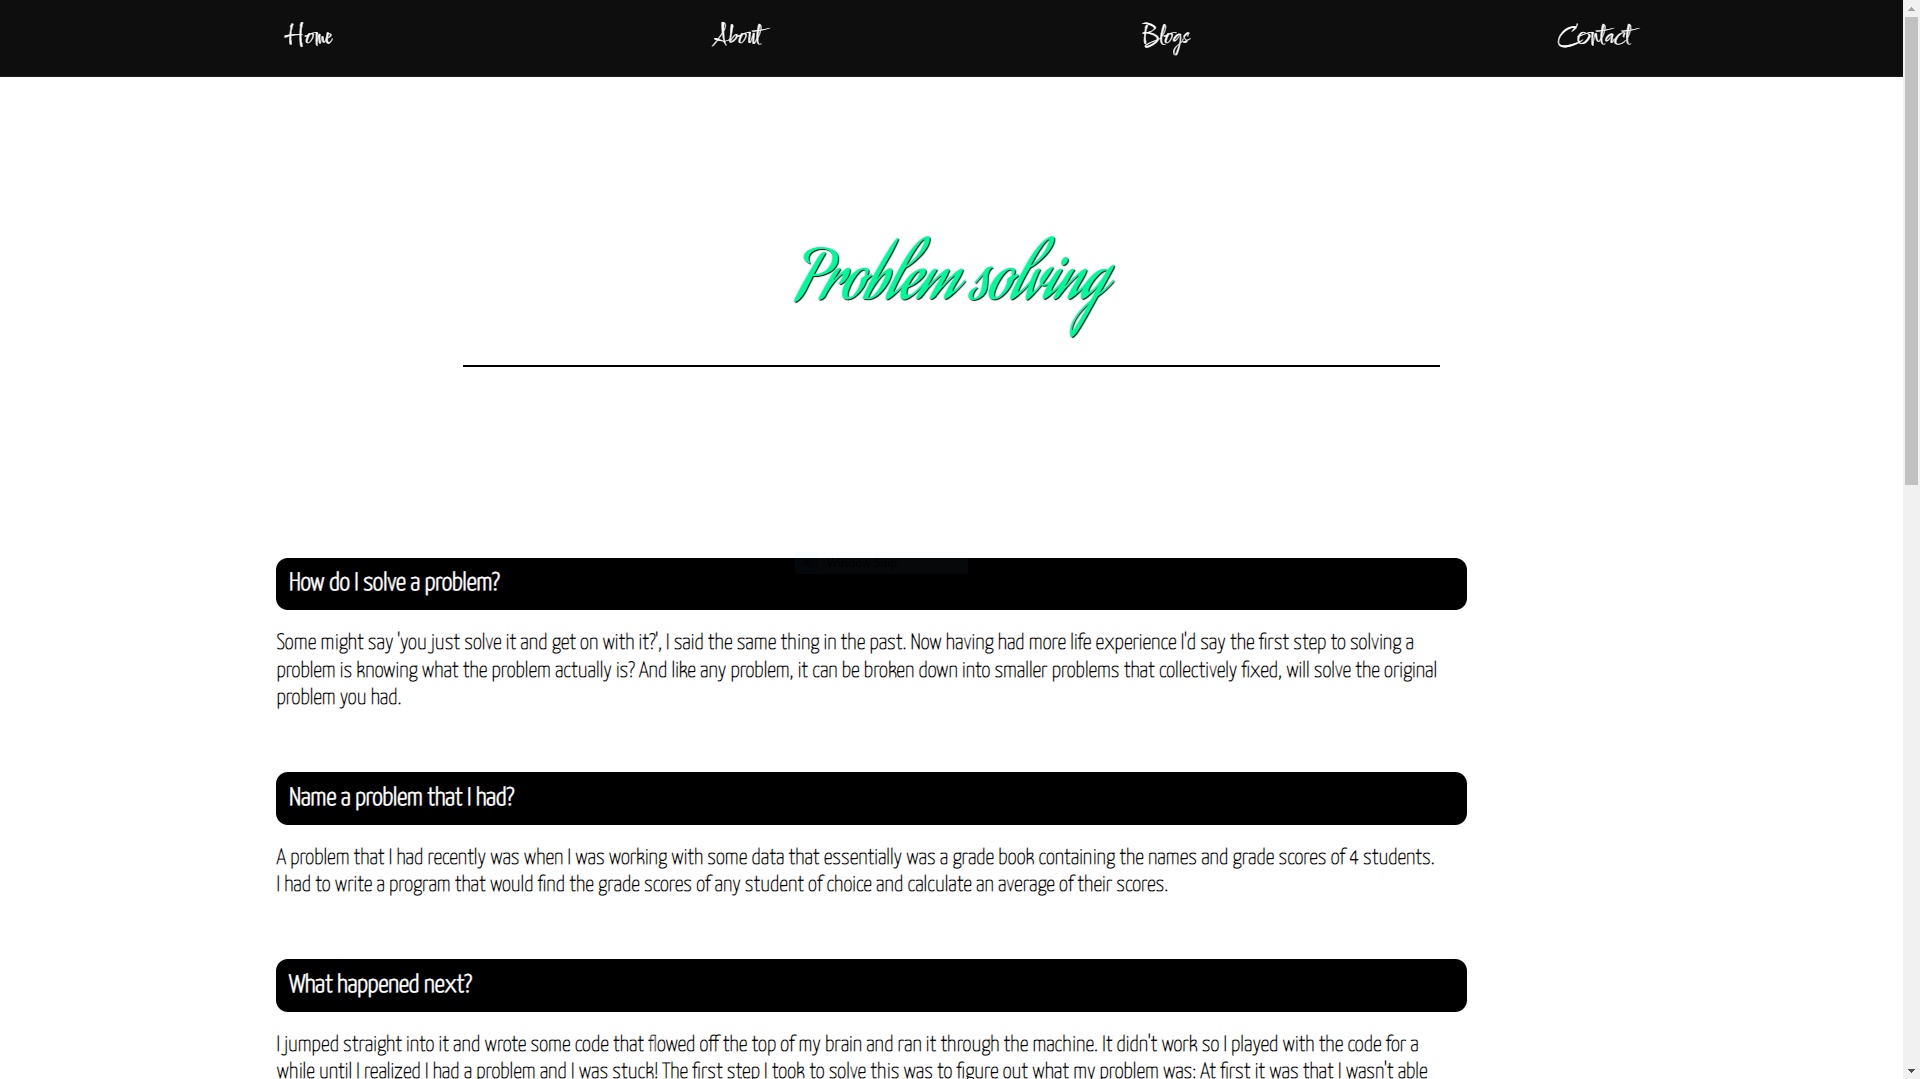 Home About Blogs Contact
Problem solving
How do I solve a problem?
Some might say 'you just solve it and get on with it?', I said the same thing in the past. Now having had more life experience I'd say the first step to solving a
problem is knowing what the problem actually is? And like any problem, it can be broken down into smaller problems that collectively fixed, will solve the original
problem you had.
Name a problem that I had?
A problem that I had recently was when I was working with some data that essentially was a grade book containing the names and grade scores of 4 students.
I had to write a program that would find the grade scores of any student of choice and calculate an average of their scores.
What happened next?
I jumped straight into it and wrote some code that flowed off the top of my brain and ran it through the machine. It didn't work so I played with the code for a
while until I realized I had a problem and I was stuck! The first step I took to solve this was to figure out what my problem was: At first it was that I wasn't able